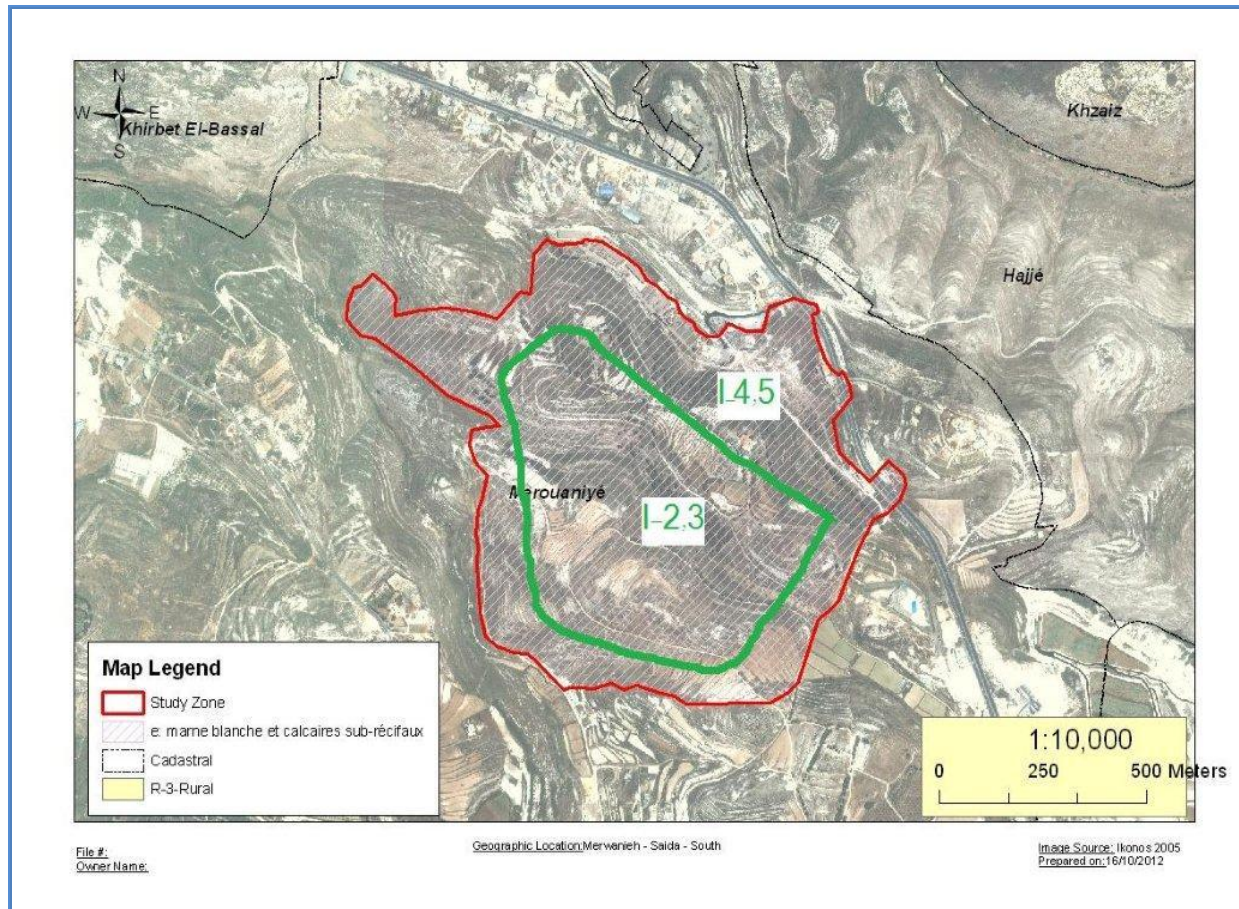 N
W E
S
Khirbet El-Bassal
Khzaiz
Hajjé
I-4,5
Merouaniyé
I-2,3
Map Legend
Study Zone
e: marne blanche et calcaires sub-récifaux
Cadastral
R-3-Rural
1:10,000
0 250 500 Meters
File #:
Owner Name:
Geographic Location:Merwanieh - Saida - South
Image Source: Ikonos 2005
Prepared on:16/10/2012